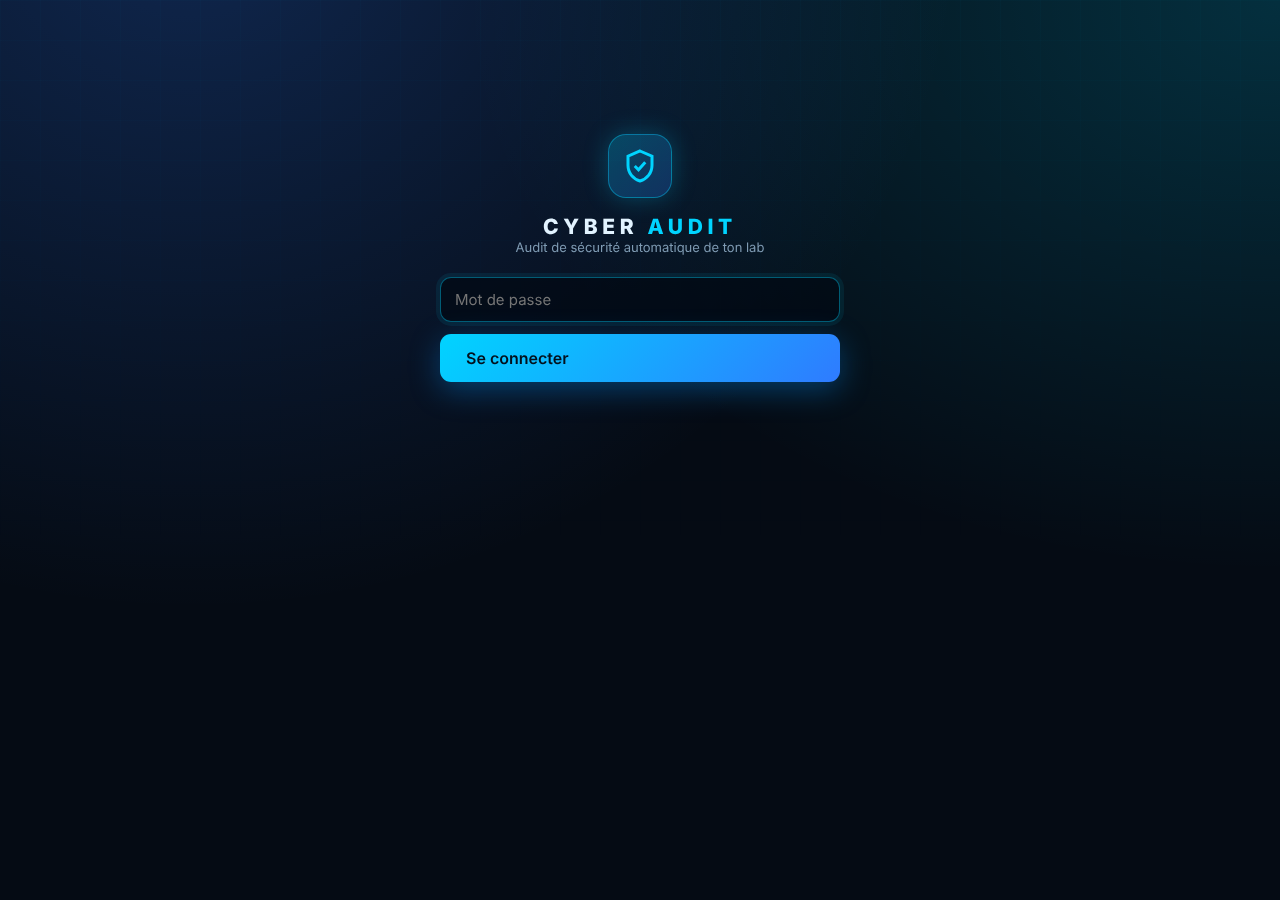 CYBER AUDIT
Audit de sécurité automatique de ton lab
Mot de passe
Se connecter